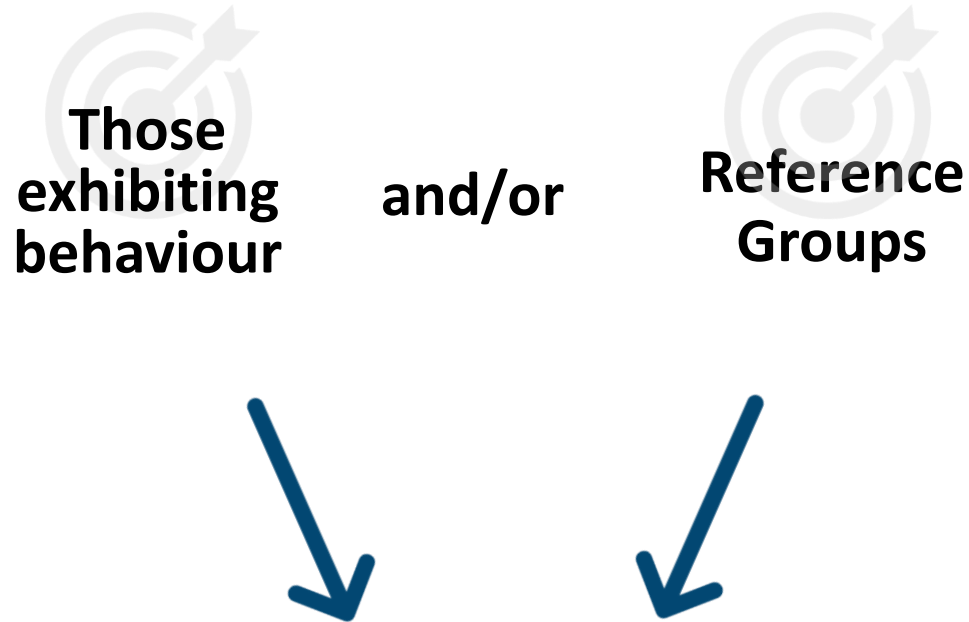 Those
exhibiting
behaviour
and/or
Reference
Groups